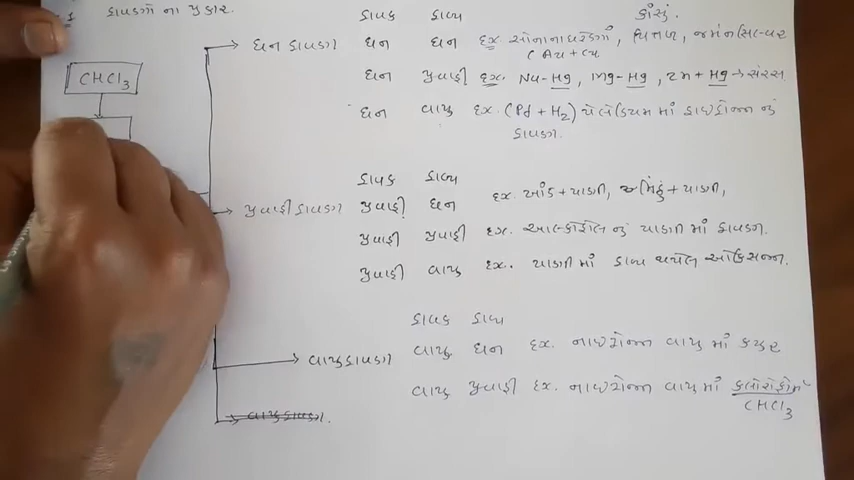 દ્રાવણો ના પ્રકાર.
CHCl3
દ્રાવક દ્રાવ્ય કાંસું.
ઘન દ્રાવણો ઘન ઘન દા. સોનાના ઘરેણાં, પિત્તળ, જર્મન સિલ્વર
(Au + Cu
ઘન પ્રવાહી દા. Na-Hg, Mg-Hg, Zn + Hg → સંરસ.
ઘન વાયુ દા. (Pd + H2) પેલેડિયમ માં ડાયહાઈડ્રોજન નું
દ્રાવણ.
દ્રાવક દ્રાવ્ય
પ્રવાહી દ્રાવણો પ્રવાહી ઘન દા. ખાંડ + પાણી, મીઠું + પાણી,
પ્રવાહી પ્રવાહી દા. આલ્કોહોલ નું પાણી માં દ્રાવણ.
પ્રવાહી વાયુ દા. પાણી માં દ્રાવ્ય થયેલ ઓક્સિજન.
દ્રાવક દ્રાવ્ય
વાયુ દ્રાવણો વાયુ ઘન દા. નાઇટ્રોજન વાયુ માં કપુર
વાયુ પ્રવાહી દા. નાઇટ્રોજન વાયુ માં ક્લોરોફોર્મ
CHCl3